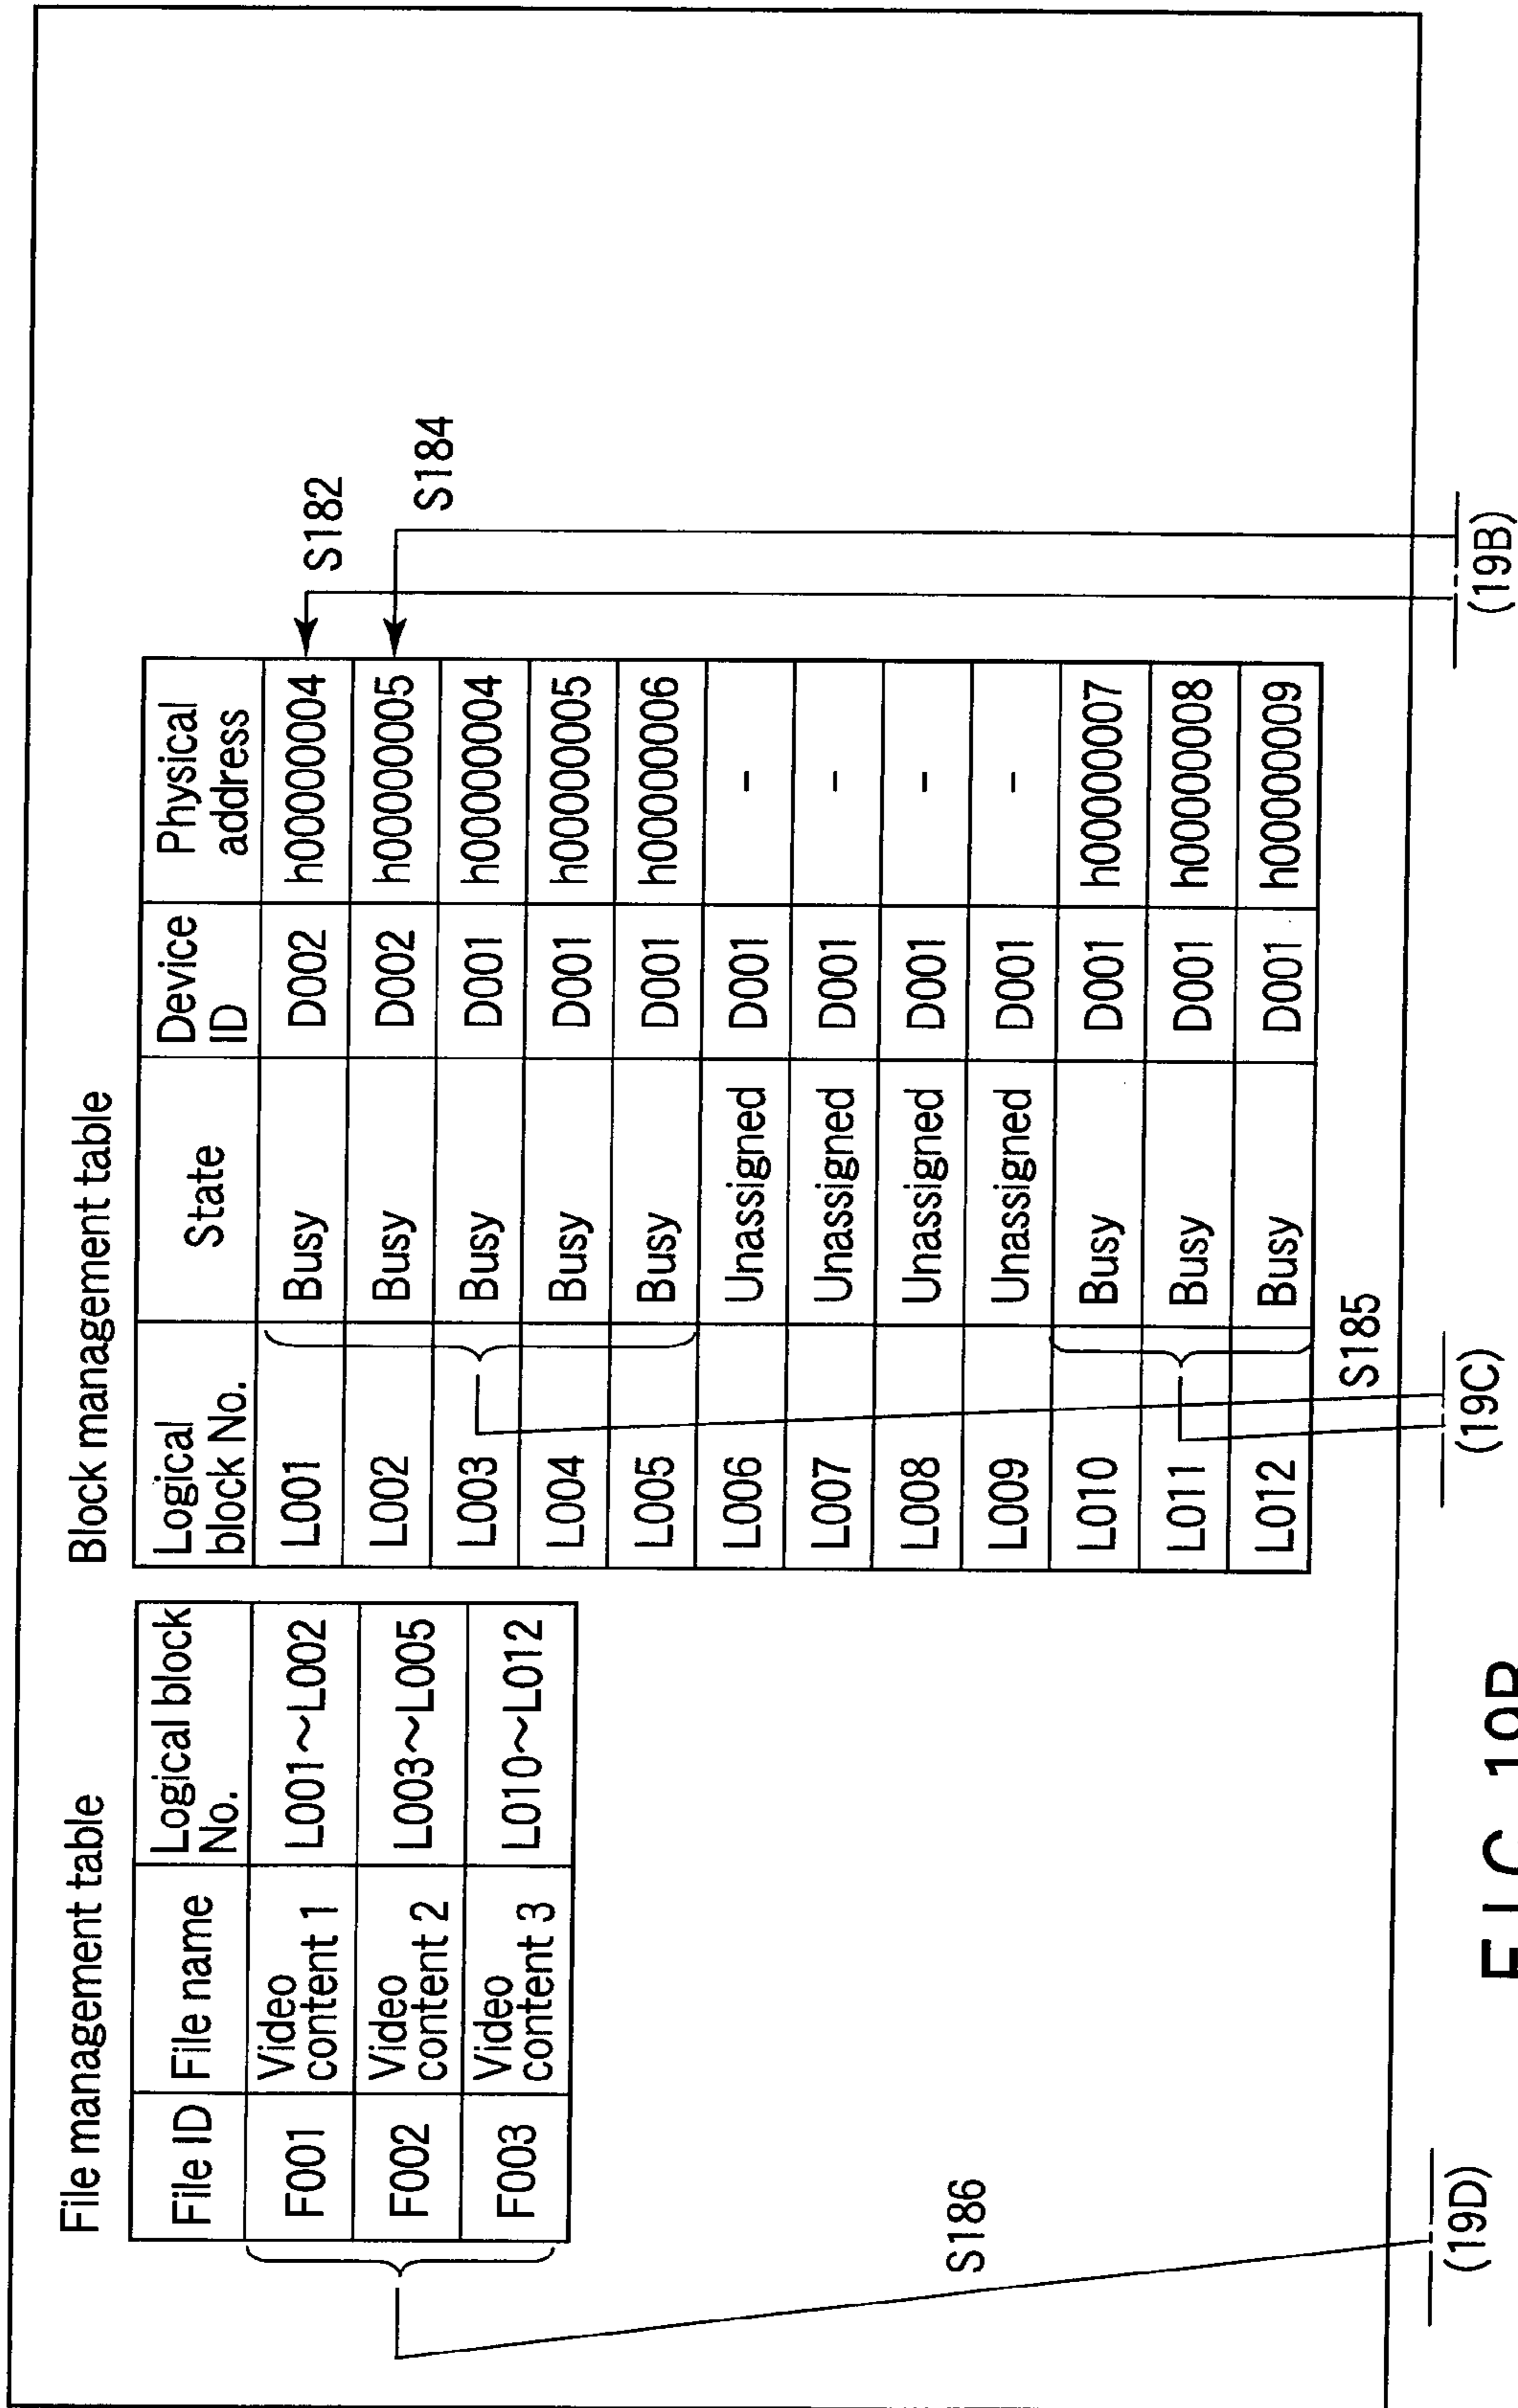 File management table
File ID File name Logical block
No.
F001 Video
content 1 L001~L002
F002 Video
content 2 L003~L005
F003 Video
content 3 L010~L012
S186
(19D)
Block management table
Logical
block No. State Device
ID Physical
address
L001 Busy D002 h00000004
L002 Busy D002 h00000005
L003 Busy D001 h00000004
L004 Busy D001 h00000005
L005 Busy D001 h00000006
L006 Unassigned D001 -
L007 Unassigned D001 -
L008 Unassigned D001 -
L009 Unassigned D001 -
L010 Busy D001 h00000007
L011 Busy D001 h00000008
L012 Busy D001 h00000009
S182
S184
S185
(19C)
(19B)